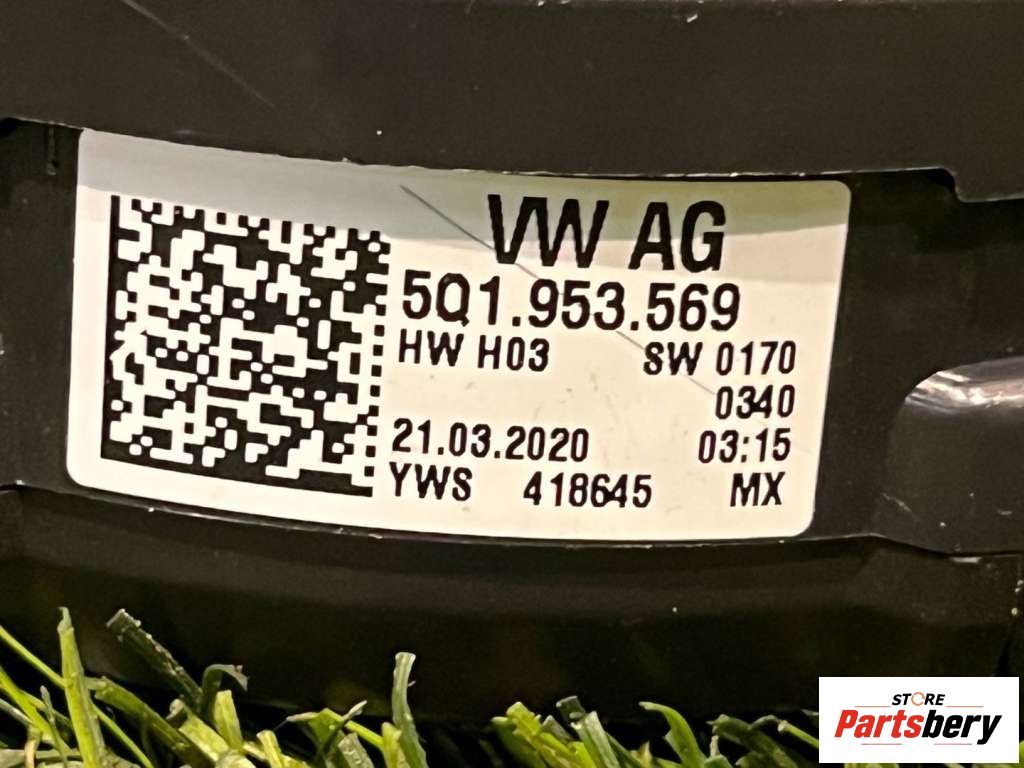 VW AG
5Q1.953.569
HW H03 SW 0170
0340
21.03.2020 03:15
YWS 418645 MX
STORE
Partsbery